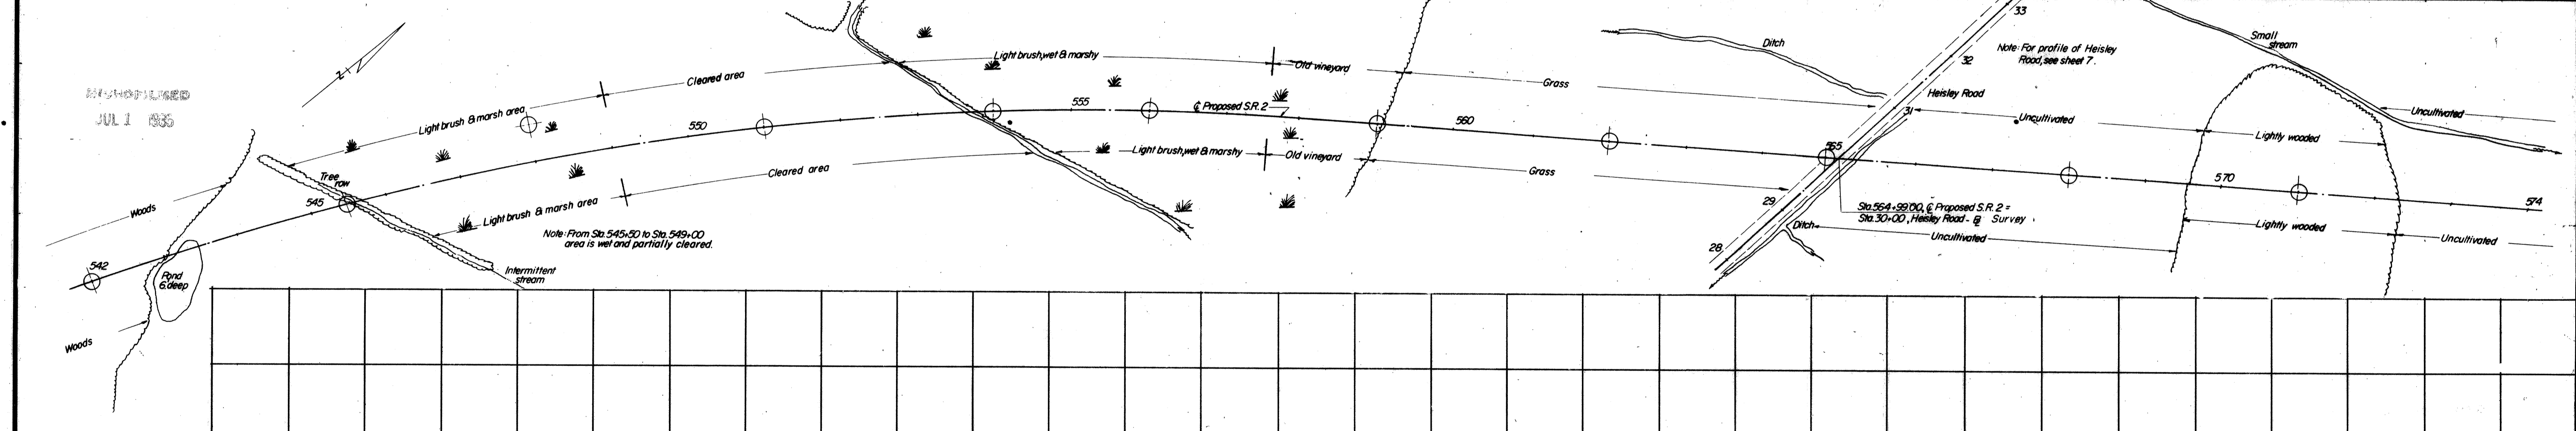 MICROFILMED
JUL 1 1985
Woods
Woods
542
Pond
6' deep
Tree row
545
Light brush & marsh area
Light brush & marsh area
Note: From Sta. 545+50 to Sta. 549+00
area is wet and partially cleared.
Intermittent
stream
550
Cleared area
Cleared area
Light brush, wet & marshy
555
Light brush, wet & marshy
℄ Proposed S.R. 2
Old vineyard
Old vineyard
560
Grass
Grass
Ditch
33
32
Note: For profile of Heisley
Road, see sheet 7.
Heisley Road
31
565
29
28
Ditch
Sta. 564+99.00, ℄ Proposed S.R. 2 =
Sta. 30+00, Heisley Road - ℄ Survey
Uncultivated
Uncultivated
Small
stream
Lightly wooded
Lightly wooded
570
Uncultivated
Uncultivated
574